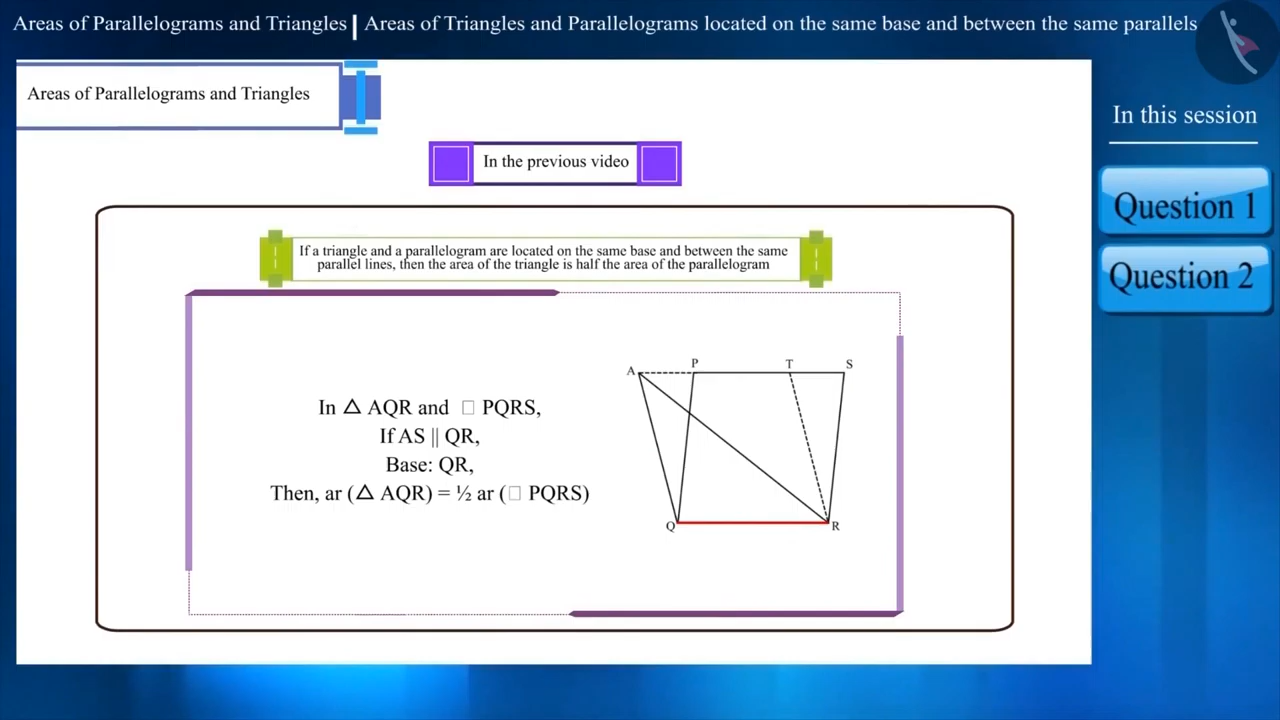 Areas of Parallelograms and Triangles | Areas of Triangles and Parallelograms located on the same base and between the same parallels
Areas of Parallelograms and Triangles
In this session
In the previous video
Question 1
Question 2
If a triangle and a parallelogram are located on the same base and between the same
parallel lines, then the area of the triangle is half the area of the parallelogram
In △ AQR and □ PQRS,
If AS || QR,
Base: QR,
Then, ar (△ AQR) = ½ ar (□ PQRS)
A P T S
Q R